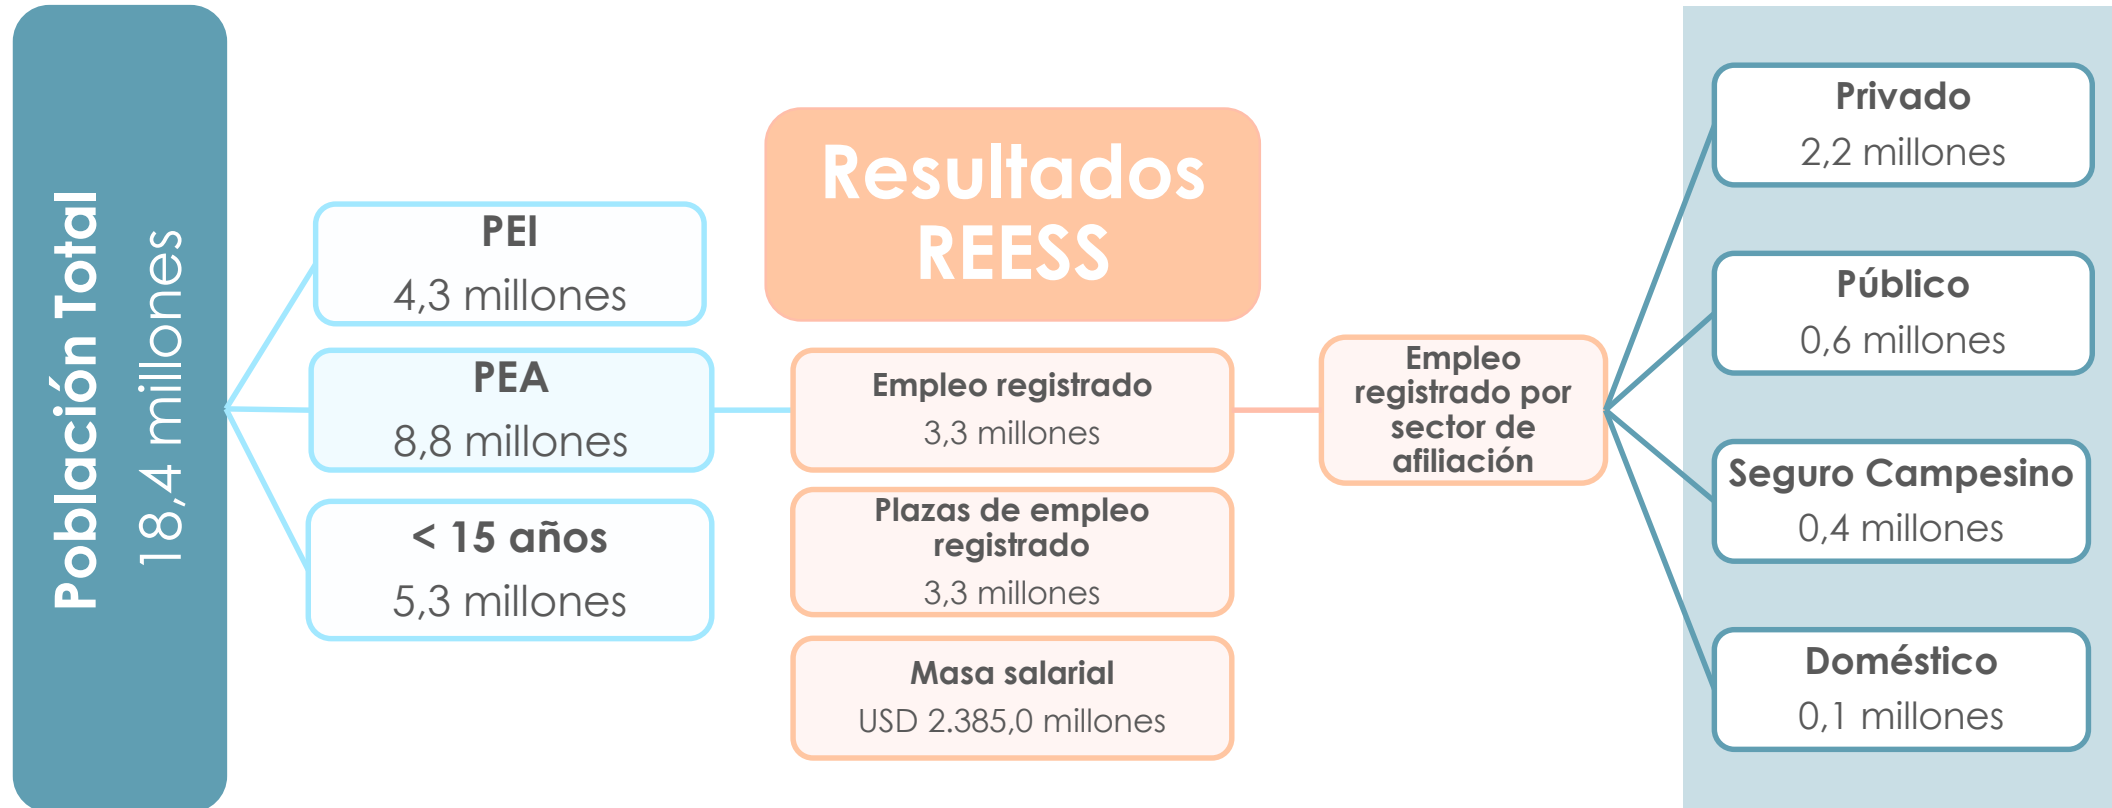 Población Total
18,4 millones
PEI
4,3 millones
PEA
8,8 millones
< 15 años
5,3 millones
Resultados
REESS
Empleo registrado
3,3 millones
Plazas de empleo
registrado
3,3 millones
Masa salarial
USD 2.385,0 millones
Empleo
registrado por
sector de
afiliación
Privado
2,2 millones
Público
0,6 millones
Seguro Campesino
0,4 millones
Doméstico
0,1 millones